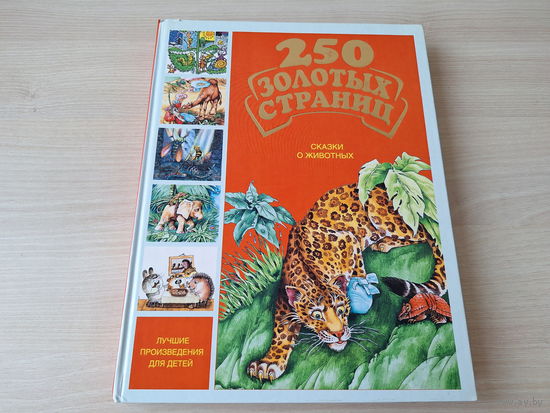 250
ЗОЛОТЫХ
СТРАНИЦ
СКАЗКИ
О ЖИВОТНЫХ
ЛУЧШИЕ
ПРОИЗВЕДЕНИЯ
ДЛЯ ДЕТЕЙ